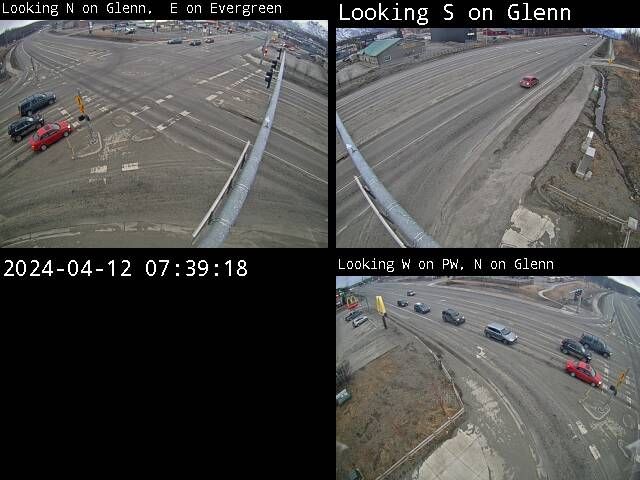 Looking N on Glenn,  E on Evergreen
Looking S on Glenn
2024-04-12 07:39:18
Looking W on PW, N on Glenn